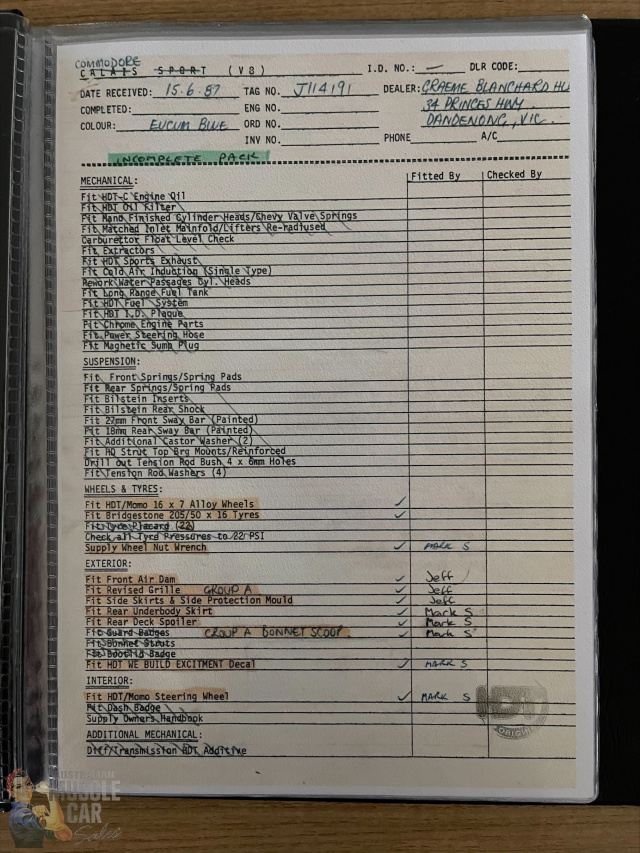 COMMODORE
CALAIS SPORT (V8) I.D. NO.: — DLR CODE:
DATE RECEIVED: 15.6.87 TAG NO. J114191 DEALER: GRAEME BLANCHARD HU
COMPLETED: ENG NO. 34 PRINCES HWY
COLOUR: EUCUM BLUE ORD NO. DANDENONG, VIC.
INV NO. PHONE A/C
INCOMPLETE PACK
MECHANICAL: Fitted By Checked By
Fit HDT-C Engine Oil
Fit HDT Oil Filter
Fit Hand Finished Cylinder Heads/Chevy Valve Springs
Fit Matched Inlet Mainfold/Lifters Re-radiused
Carburettor Float Level Check
Fit Extractors
Fit HDT Sports Exhaust
Fit Cold Air Induction (Single Type)
Rework Water Passages Cyl. Heads
Fit Long Range Fuel Tank
Fit HDT Fuel System
Fit HDT I.D. Plaque
Fit Chrome Engine Parts
Fit Power Steering Hose
Fit Magnetic Sump Plug
SUSPENSION:
Fit Front Springs/Spring Pads
Fit Rear Springs/Spring Pads
Fit Bilstein Inserts
Fit Bilstein Rear Shock
Fit 27mm Front Sway Bar (Painted)
Fit 18mm Rear Sway Bar (Painted)
Fit Additional Castor Washer (2)
Fit HQ Strut Top Brg Mounts/Reinforced
Drill out Tension Rod Bush 4 x 6mm Holes
Fit Tension Rod Washers (4)
WHEELS & TYRES:
Fit HDT/Momo 16 x 7 Alloy Wheels ✓
Fit Bridgestone 205/50 x 16 Tyres ✓
Fit Tyre Placard (32)
Check all Tyre Pressures to 22 PSI
Supply Wheel Nut Wrench ✓ MARK S
EXTERIOR:
Fit Front Air Dam ✓ Jeff
Fit Revised Grille GROUP A ✓ Jeff
Fit Side Skirts & Side Protection Mould ✓ Jeff
Fit Rear Underbody Skirt ✓ Mark S
Fit Rear Deck Spoiler ✓ Mark S
Fit Guard Badges GROUP A BONNET SCOOP ✓ Mark S
Fit Bonnet Struts
Fit Bootlid Badge
Fit HDT WE BUILD EXCITMENT Decal ✓ MARK S
INTERIOR:
Fit HDT/Momo Steering Wheel ✓ MARK S
Fit Dash Badge
Supply Owners Handbook
ADDITIONAL MECHANICAL:
Diff/Transmission HDT Additive
HDT
ORIGIN
AUSTRALIAN
MUSCLE
CAR
Sales